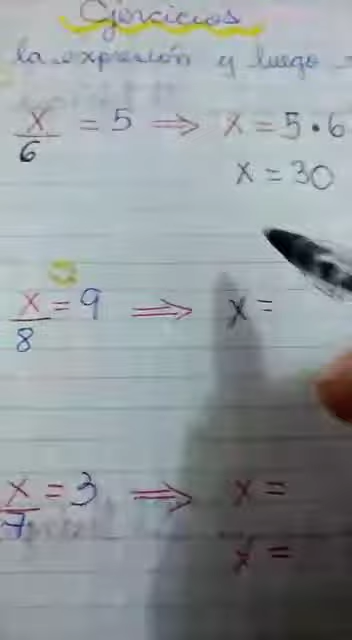 Ejercicios
la expresión y luego
x/6 = 5 ⇒ x = 5·6
x = 30
x/8 = 9 ⇒ x =
x/7 = 3 ⇒ x =
x =